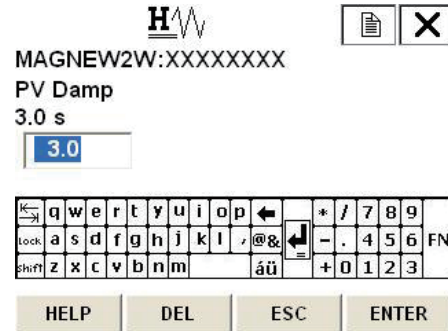 H
MAGNEW2W:XXXXXXXX
PV Damp
3.0 s
3.0
q w e r t y u i o p * / 7 8 9
Lock a s d f g h j k l , @& - . 4 5 6 FN
Shift z x c v b n m áü = + 0 1 2 3
HELP DEL ESC ENTER